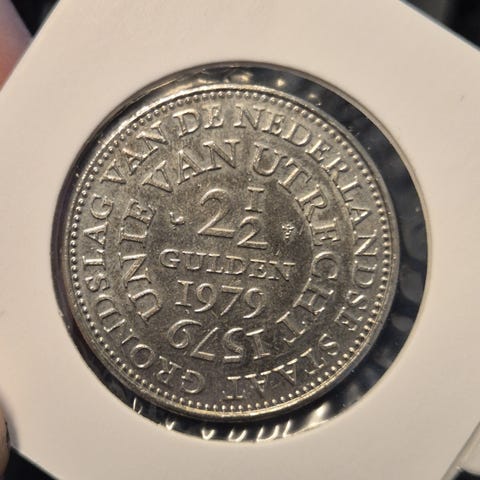 GRONDSLAG VAN DE NEDERLANDSE STAAT
UNIE VAN UTRECHT 1579
2 1/2
GULDEN
1979